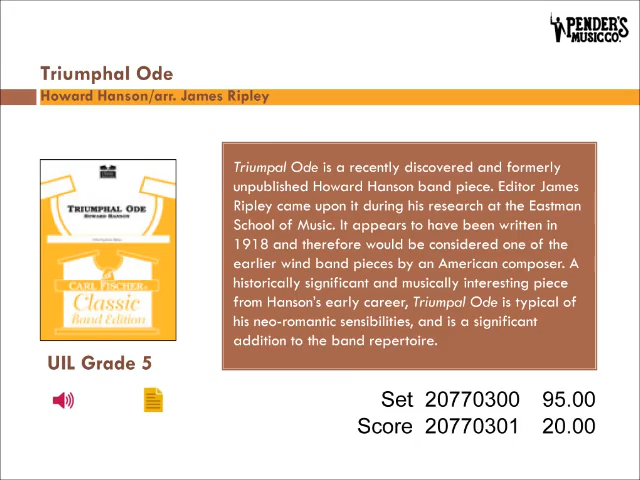 PENDER'S
MUSIC CO.
Triumphal Ode
Howard Hanson/arr. James Ripley
Triumpal Ode is a recently discovered and formerly
unpublished Howard Hanson band piece. Editor James
Ripley came upon it during his research at the Eastman
School of Music. It appears to have been written in
1918 and therefore would be considered one of the
earlier wind band pieces by an American composer. A
historically significant and musically interesting piece
from Hanson's early career, Triumpal Ode is typical of
his neo-romantic sensibilities, and is a significant
addition to the band repertoire.
TRIUMPHAL ODE
HOWARD HANSON
CARL FISCHER
Classic
Band Edition
UIL Grade 5
Set 20770300 95.00
Score 20770301 20.00